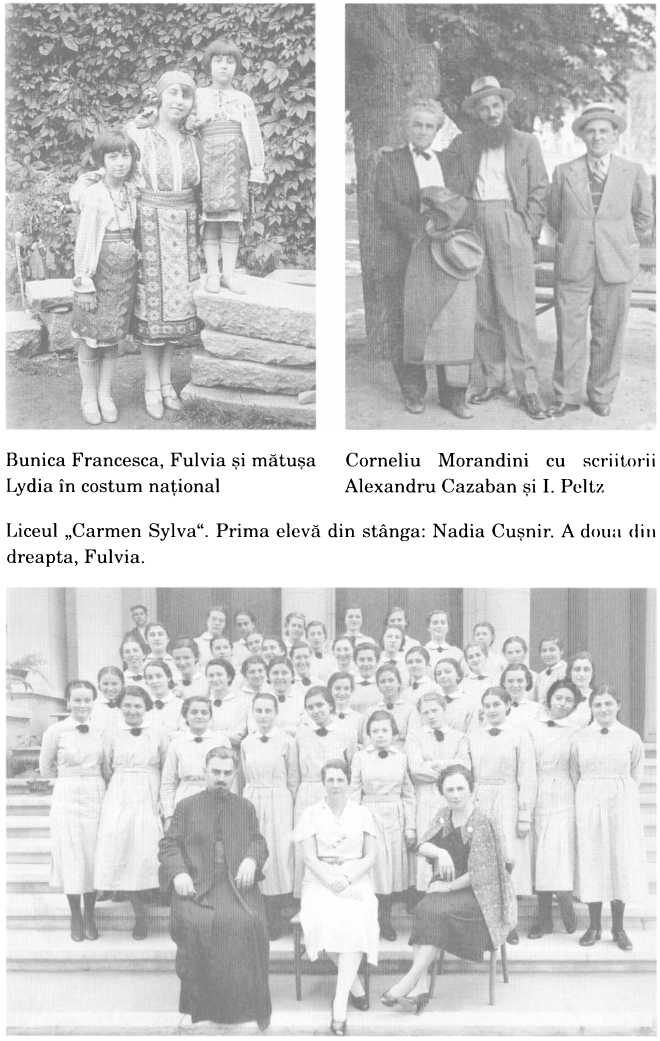 Bunica Francesca, Fulvia și mătușa
Lydia în costum național
Corneliu Morandini cu scriitorii
Alexandru Cazaban și I. Peltz
Liceul „Carmen Sylva“. Prima elevă din stânga: Nadia Cușnir. A doua din
dreapta, Fulvia.